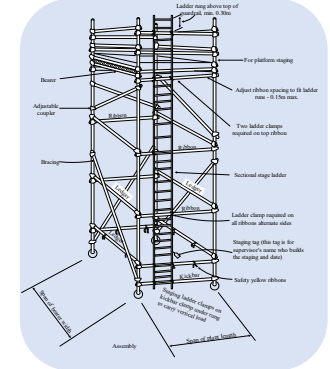 Ladder rung above top of
guardrail, min. 0.30m
For platform staging
Bearer
Adjust ribbon spacing to fit ladder
runs - 0.15m max.
Adjustable
coupler
Ribbon
Two ladder clamps
required on top ribbon
Ribbon
Bracing
Sectional stage ladder
Ledger
Ledger
Ribbon
Ladder clamp required on
all ribbons alternate sides
Staging tag (this tag is for
supervisor's name who builds
the staging and date)
Kickbar
Safety yellow ribbons
Staging ladder clamps on
kickbar clamp under rung
to carry vertical load
Span of bearer width
Span of plank length
Assembly